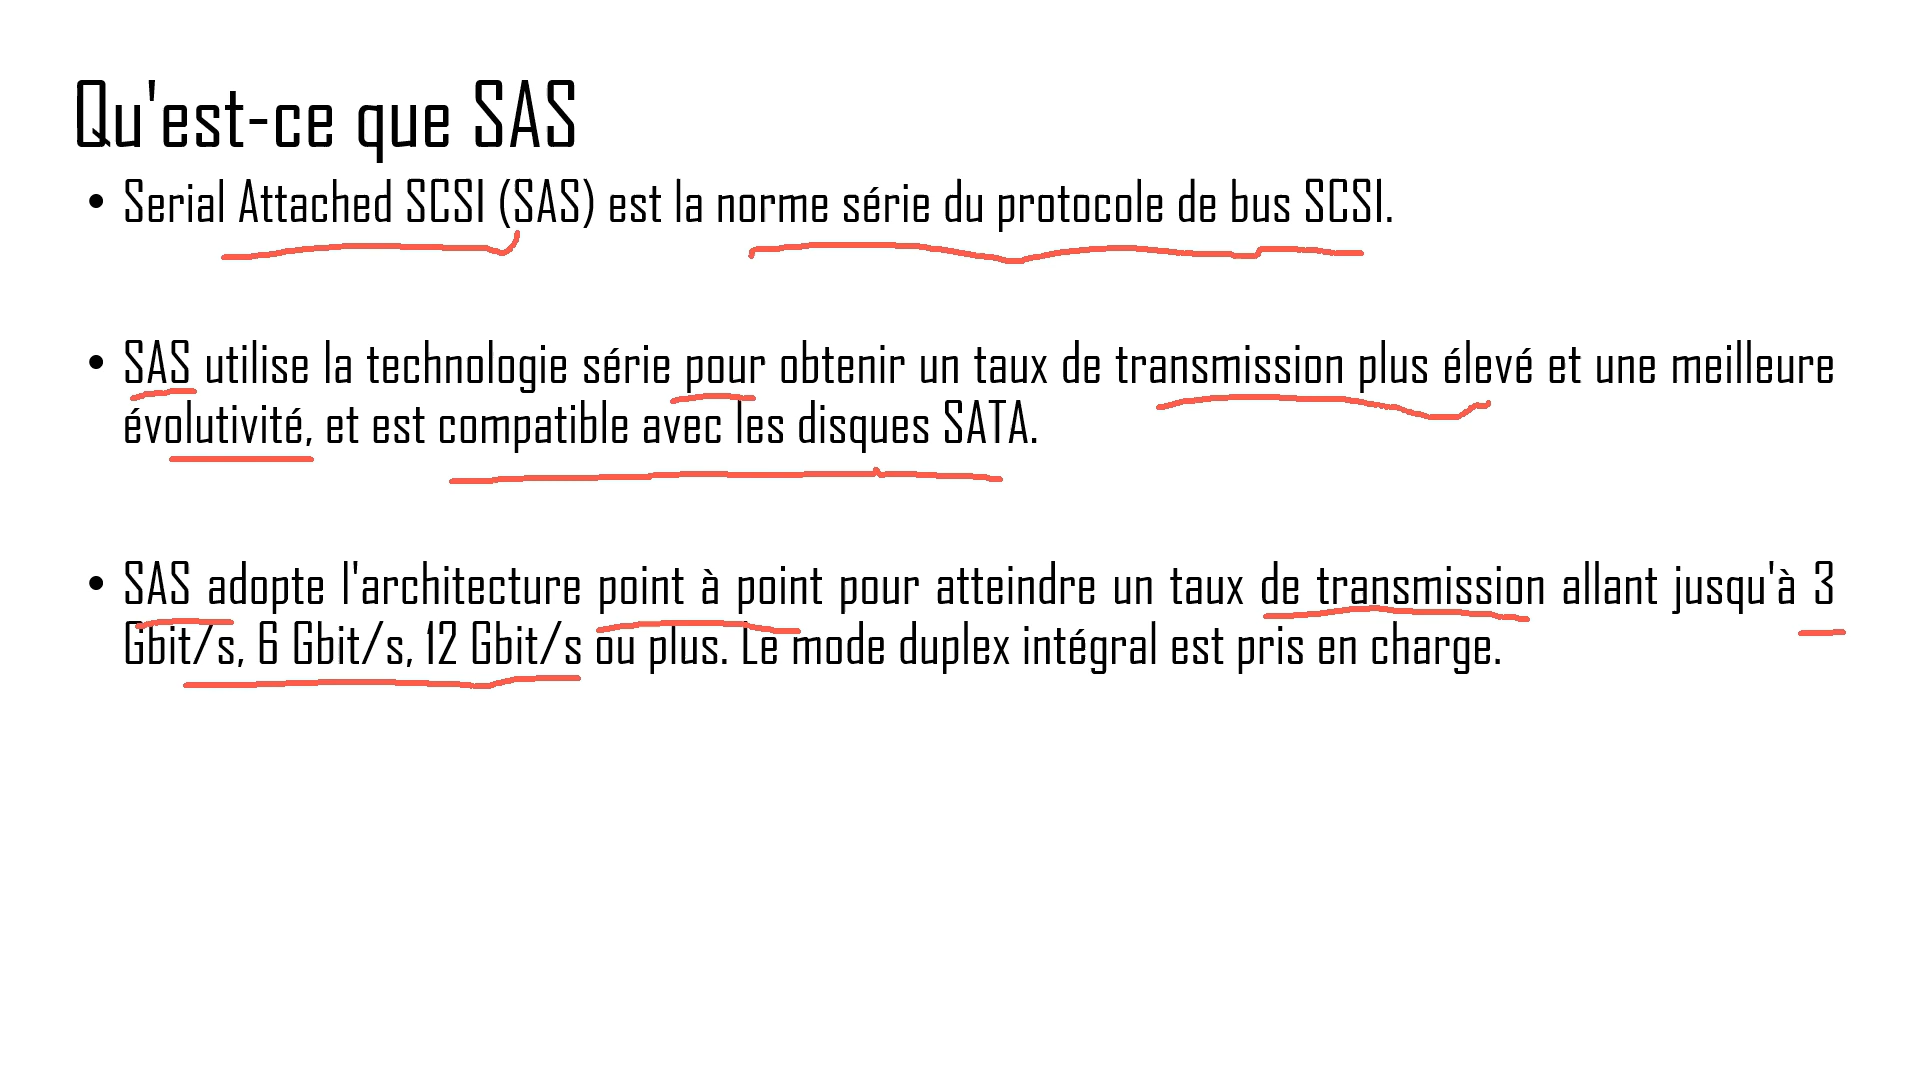 Qu'est-ce que SAS
• Serial Attached SCSI (SAS) est la norme série du protocole de bus SCSI.
• SAS utilise la technologie série pour obtenir un taux de transmission plus élevé et une meilleure
évolutivité, et est compatible avec les disques SATA.
• SAS adopte l'architecture point à point pour atteindre un taux de transmission allant jusqu'à 3
Gbit/s, 6 Gbit/s, 12 Gbit/s ou plus. Le mode duplex intégral est pris en charge.